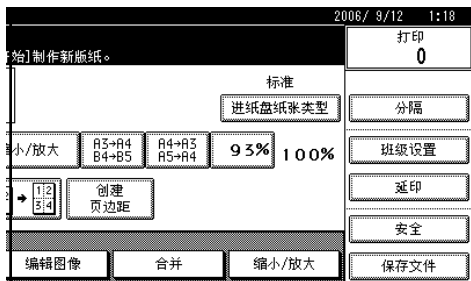 2006/ 9/12 1:18
打印
0
始]制作新版纸。
标准
进纸盘纸张类型
分隔
小/放大
A3→A4
B4→B5
A4→A3
A5→A4
93%
100%
班级设置
2
→
1 2
3 4
创建
页边距
延印
安全
编辑图像
合并
缩小/放大
保存文件